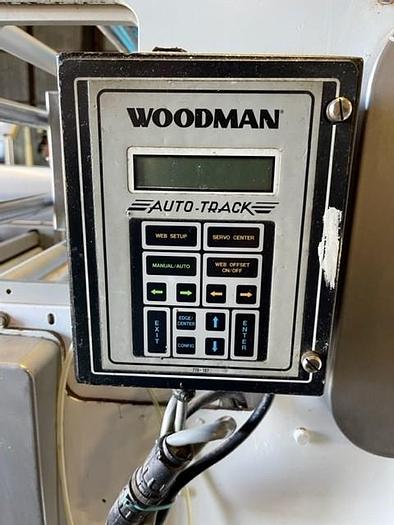 WOODMAN
AUTO-TRACK
WEB SETUP
SERVO CENTER
MANUAL/AUTO
WEB OFFSET
ON/OFF
EXIT
EDGE/
CENTER
CONFIG
ENTER